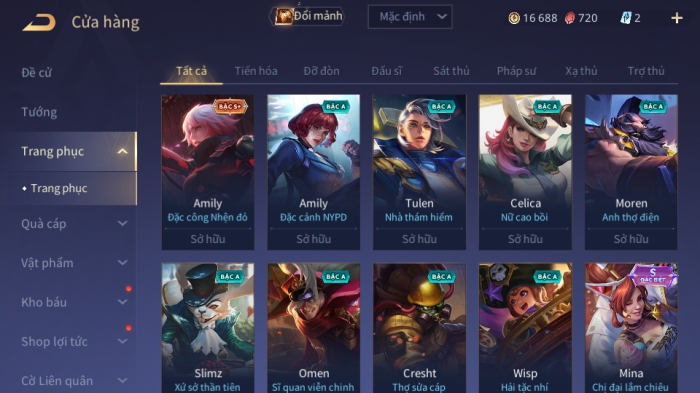 Cửa hàng
Đổi mảnh
Mặc định
16 688
720
2
Đề cử
Tướng
Trang phục
Trang phục
Quà cáp
Vật phẩm
Kho báu
Shop lợi tức
Cờ Liên quân
Tất cả Tiến hóa Đỡ đòn Đấu sĩ Sát thủ Pháp sư Xạ thủ Trợ thủ
BẬC S+
Amily
Đặc công Nhện đỏ
Sở hữu
BẬC A
Amily
Đặc cảnh NYPD
Sở hữu
BẬC A
Tulen
Nhà thám hiểm
Sở hữu
BẬC A
Celica
Nữ cao bồi
Sở hữu
BẬC A
Moren
Anh thợ điện
Sở hữu
BẬC A
Slimz
Xứ sở thần tiên
BẬC A
Omen
Sĩ quan viễn chinh
BẬC A
Cresht
Thợ sửa cáp
BẬC A
Wisp
Hải tặc nhí
S
ĐẶC BIỆT
Mina
Chị đại lắm chiêu